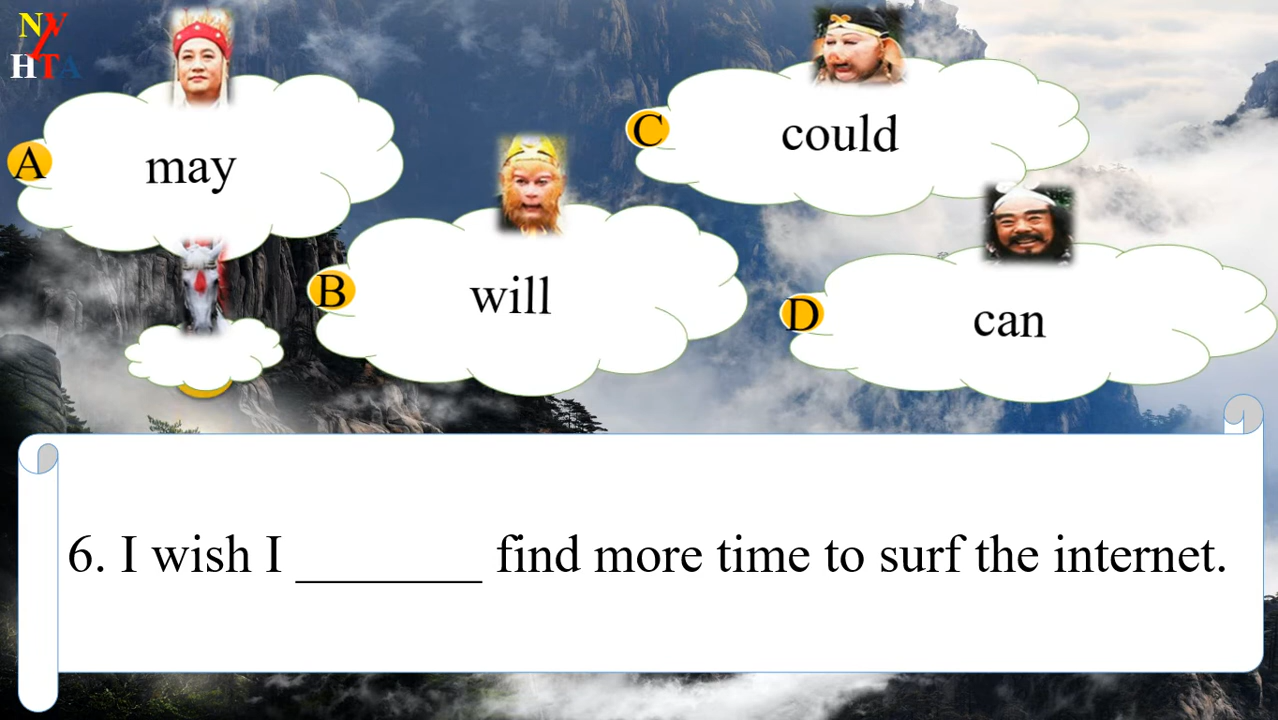 NV
HTA
A
may
B
will
C
could
D
can
6. I wish I _______ find more time to surf the internet.